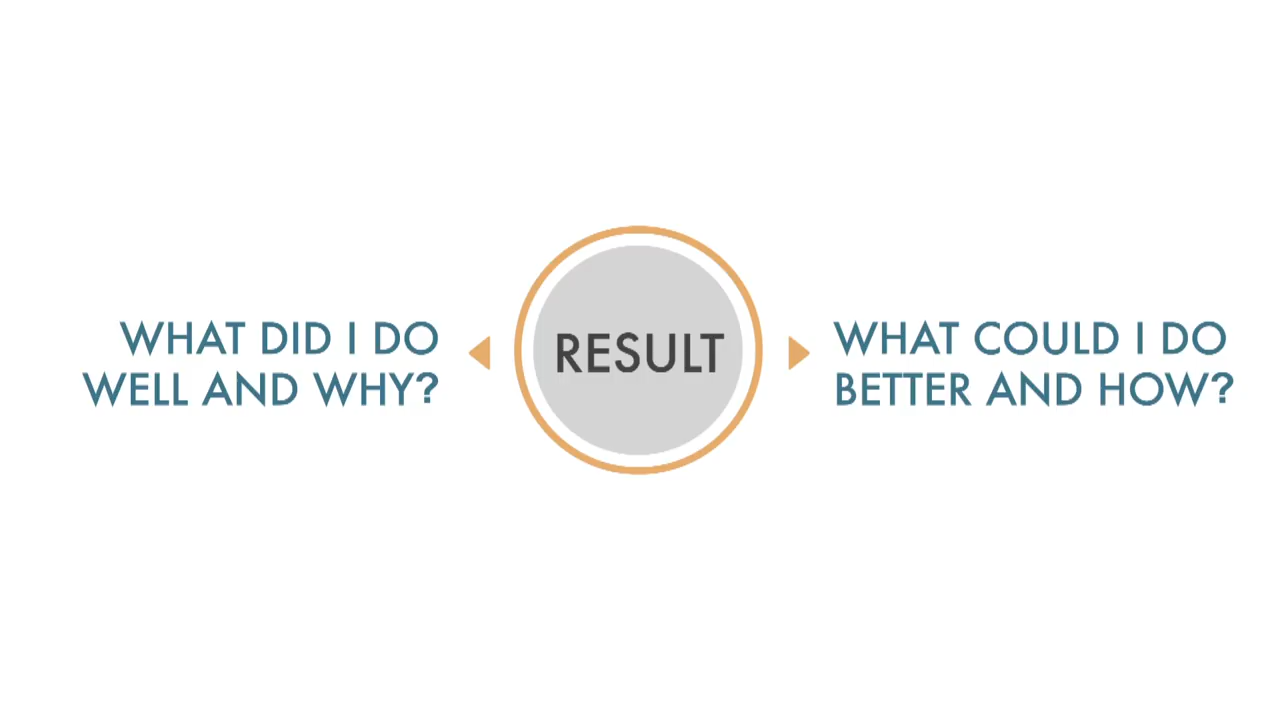 WHAT DID I DO
WELL AND WHY?
RESULT
WHAT COULD I DO
BETTER AND HOW?